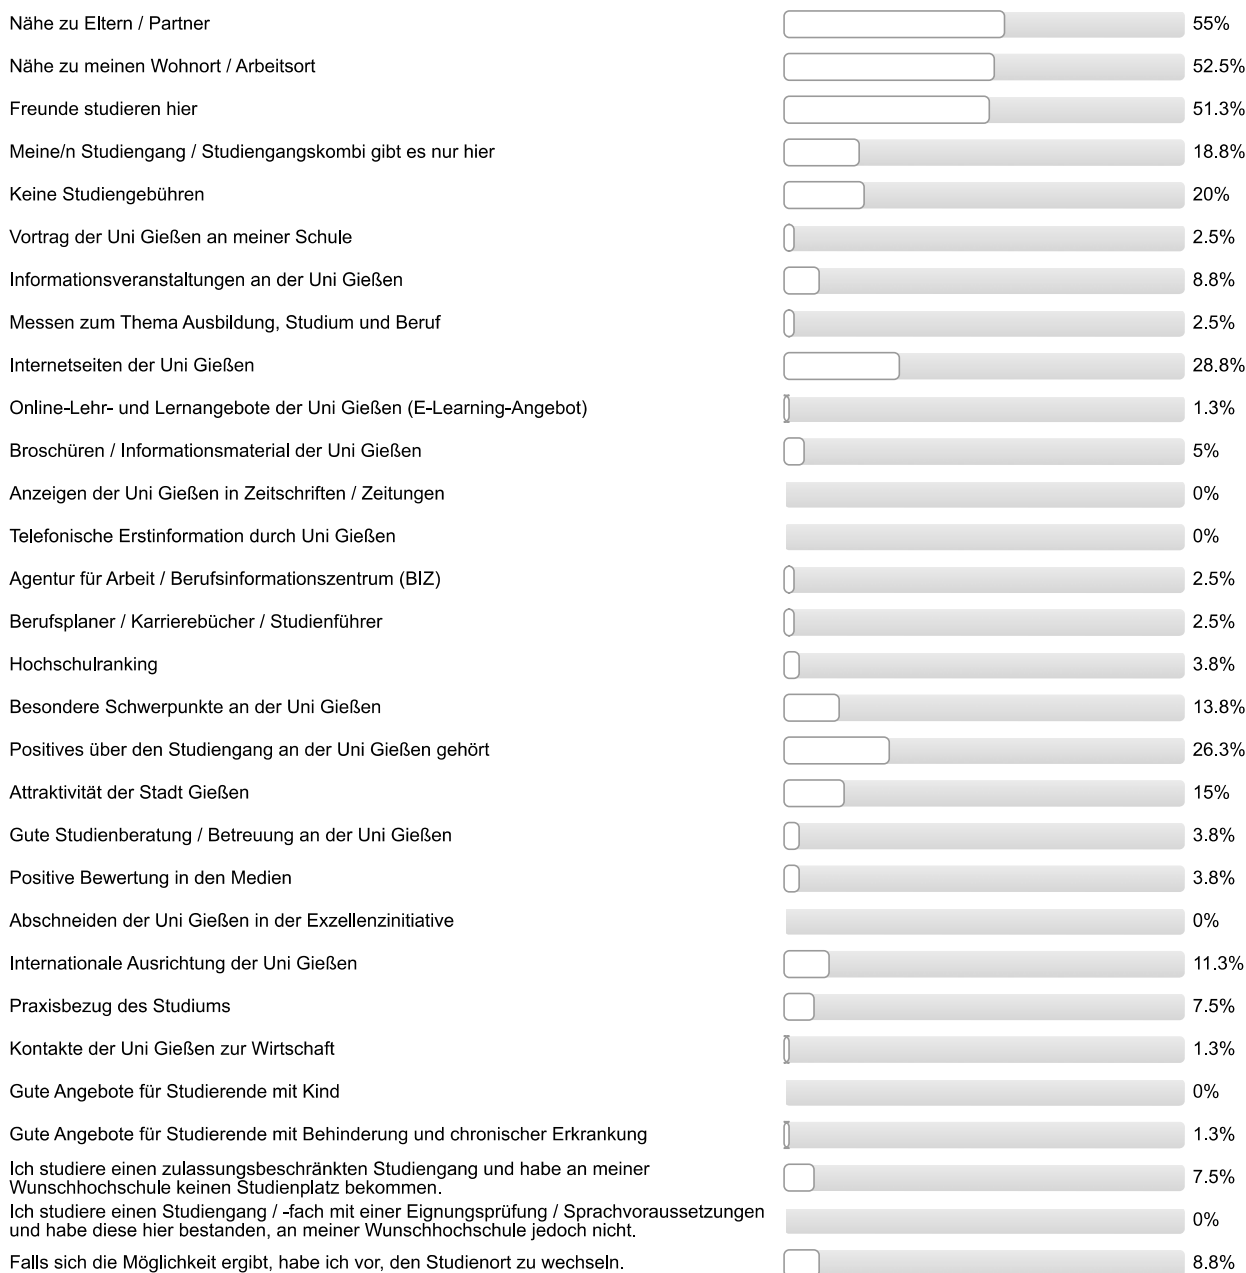 Nähe zu Eltern / Partner 55%
Nähe zu meinen Wohnort / Arbeitsort 52.5%
Freunde studieren hier 51.3%
Meine/n Studiengang / Studiengangskombi gibt es nur hier 18.8%
Keine Studiengebühren 20%
Vortrag der Uni Gießen an meiner Schule 2.5%
Informationsveranstaltungen an der Uni Gießen 8.8%
Messen zum Thema Ausbildung, Studium und Beruf 2.5%
Internetseiten der Uni Gießen 28.8%
Online-Lehr- und Lernangebote der Uni Gießen (E-Learning-Angebot) 1.3%
Broschüren / Informationsmaterial der Uni Gießen 5%
Anzeigen der Uni Gießen in Zeitschriften / Zeitungen 0%
Telefonische Erstinformation durch Uni Gießen 0%
Agentur für Arbeit / Berufsinformationszentrum (BIZ) 2.5%
Berufsplaner / Karrierebücher / Studienführer 2.5%
Hochschulranking 3.8%
Besondere Schwerpunkte an der Uni Gießen 13.8%
Positives über den Studiengang an der Uni Gießen gehört 26.3%
Attraktivität der Stadt Gießen 15%
Gute Studienberatung / Betreuung an der Uni Gießen 3.8%
Positive Bewertung in den Medien 3.8%
Abschneiden der Uni Gießen in der Exzellenzinitiative 0%
Internationale Ausrichtung der Uni Gießen 11.3%
Praxisbezug des Studiums 7.5%
Kontakte der Uni Gießen zur Wirtschaft 1.3%
Gute Angebote für Studierende mit Kind 0%
Gute Angebote für Studierende mit Behinderung und chronischer Erkrankung 1.3%
Ich studiere einen zulassungsbeschränkten Studiengang und habe an meiner
Wunschhochschule keinen Studienplatz bekommen. 7.5%
Ich studiere einen Studiengang / -fach mit einer Eignungsprüfung / Sprachvoraussetzungen
und habe diese hier bestanden, an meiner Wunschhochschule jedoch nicht. 0%
Falls sich die Möglichkeit ergibt, habe ich vor, den Studienort zu wechseln. 8.8%